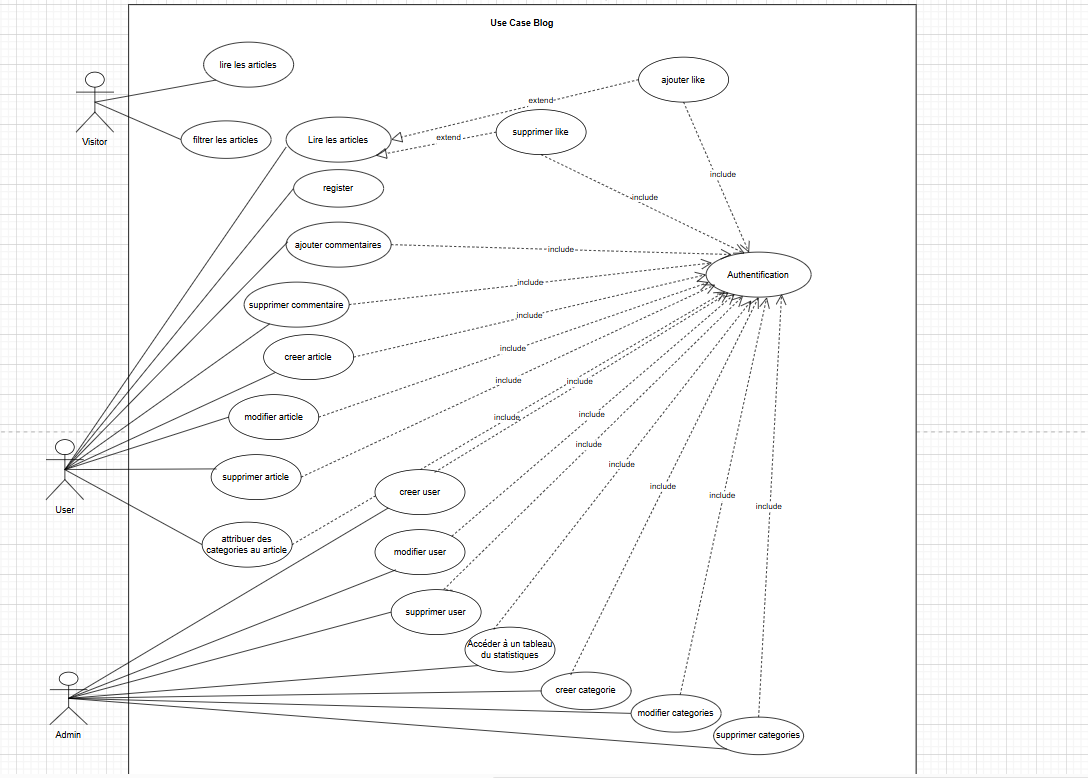 Use Case Blog
lire les articles
ajouter like
extend
supprimer like
Visitor
filtrer les articles
Lire les articles
extend
include
register
include
ajouter commentaires
include
Authentification
include
supprimer commentaire
include
creer article
include
include
include
modifier article
include
include
include
include
supprimer article
include
creer user
include
include
User
attribuer des
categories au article
modifier user
supprimer user
Accéder à un tableau
du statistiques
creer categorie
modifier categories
Admin
supprimer categories